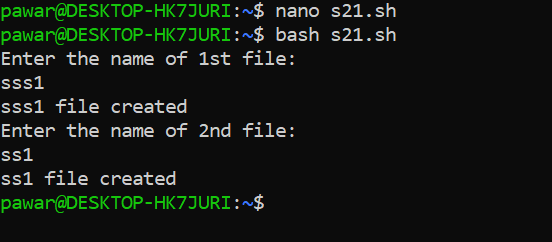 pawar@DESKTOP-HK7JURI:~$ nano s21.sh
pawar@DESKTOP-HK7JURI:~$ bash s21.sh
Enter the name of 1st file:
sss1
sss1 file created
Enter the name of 2nd file:
ss1
ss1 file created
pawar@DESKTOP-HK7JURI:~$